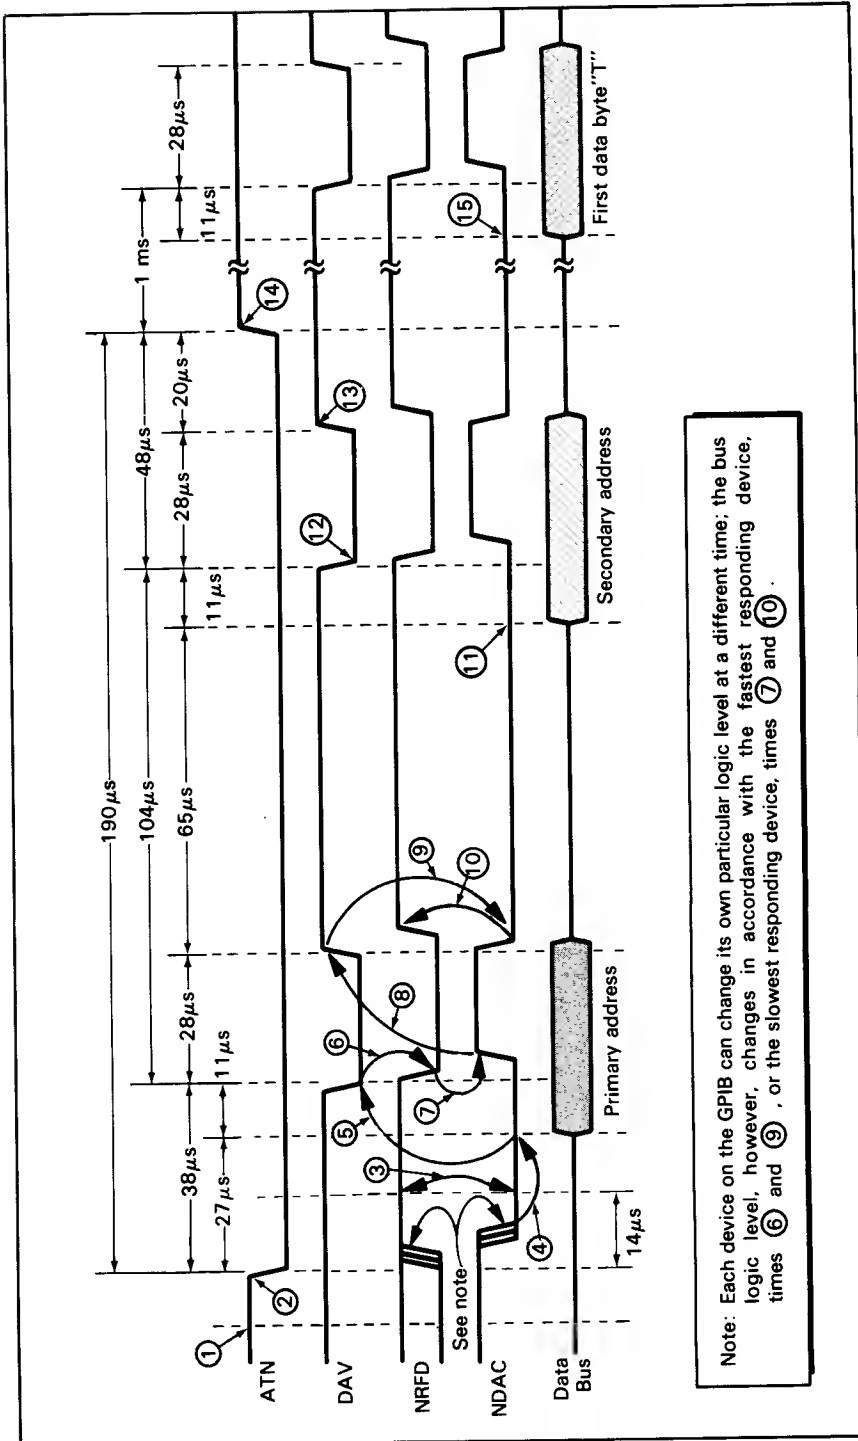 190μs
1 ms
104μs
48μs
38μs
28μs
65μs
11μs
28μs
20μs
11μs
28μs
27μs
11μs
1
2
14
ATN
5
6
12
13
DAV
3
7
8
9
NRFD
See note
10
15
4
11
NDAC
14μs
Data
Bus
Primary address
Secondary address
First data byte"T"
Note: Each device on the GPIB can change its own particular logic level at a different time; the bus
logic level, however, changes in accordance with the fastest responding device,
times 6 and 9 , or the slowest responding device, times 7 and 10 .